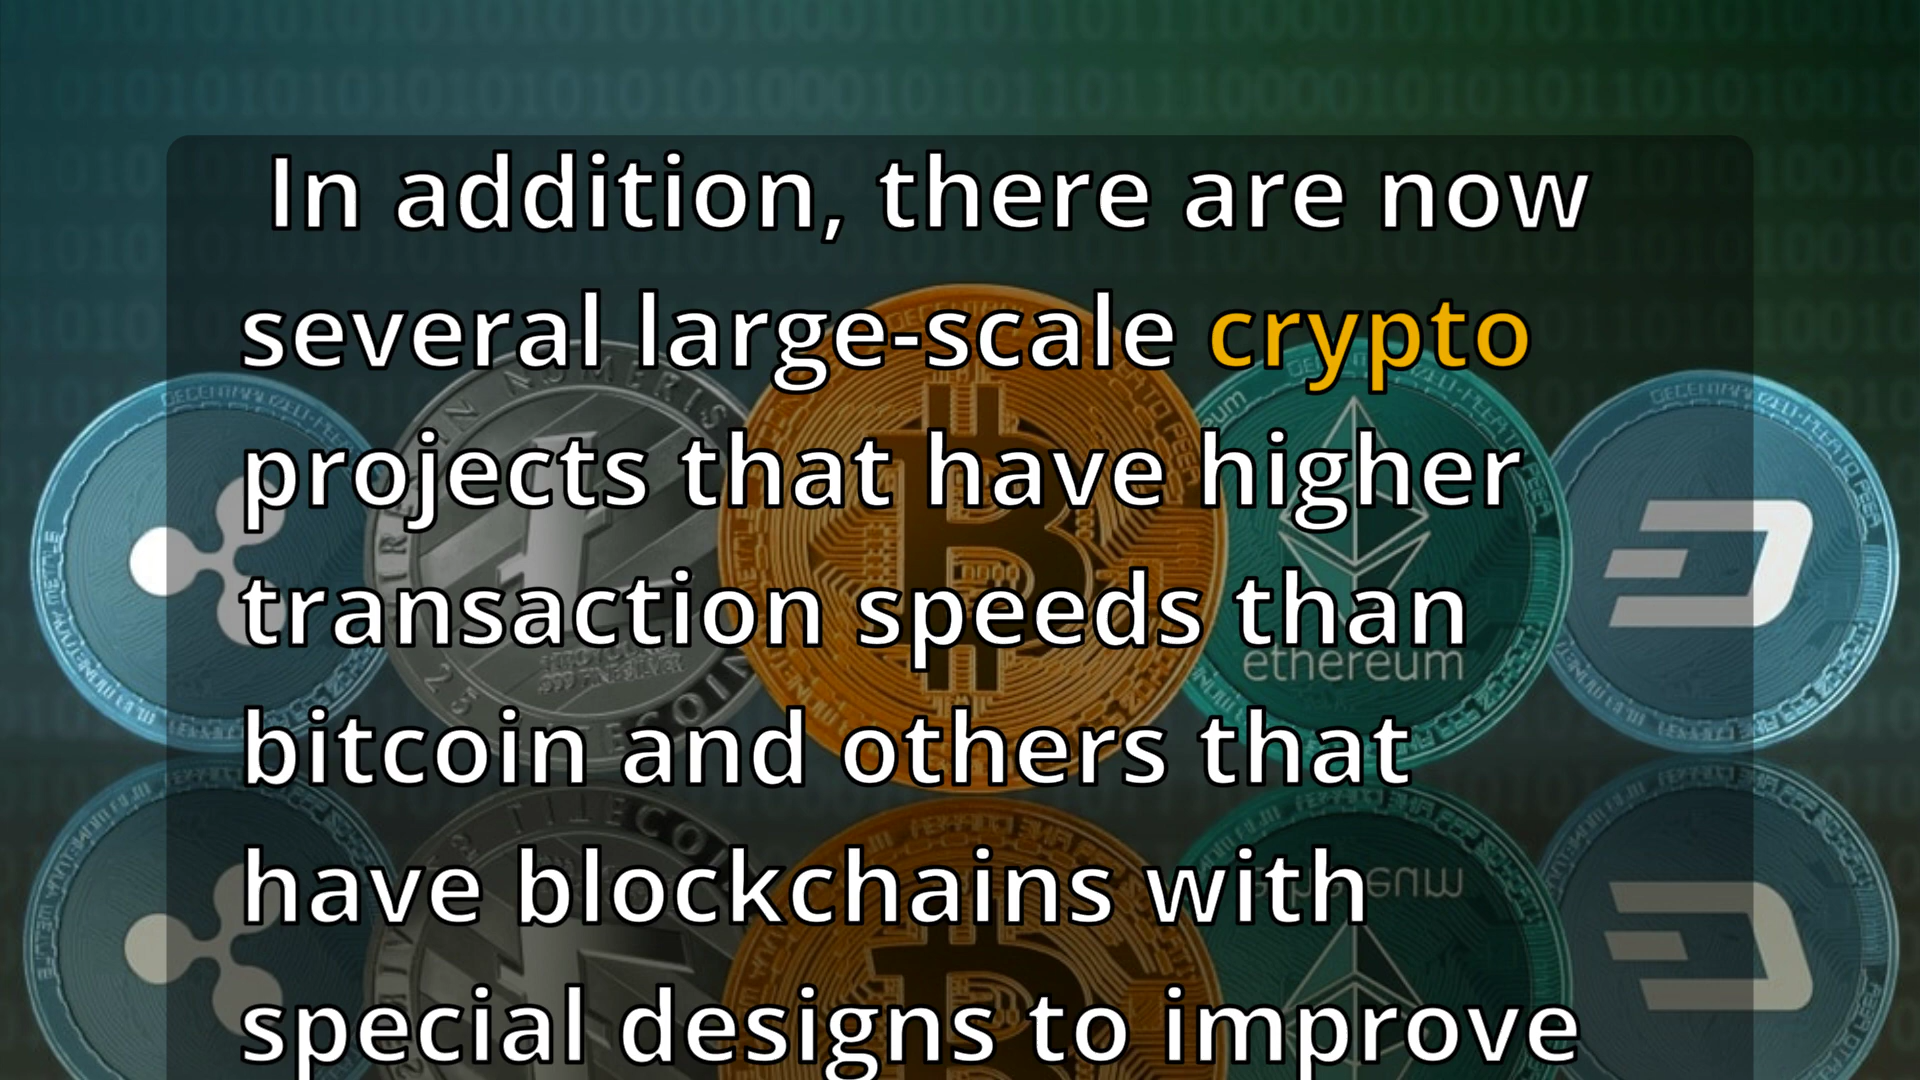 In addition, there are now
several large-scale crypto
projects that have higher
transaction speeds than
bitcoin and others that
have blockchains with
special designs to improve
ethereum